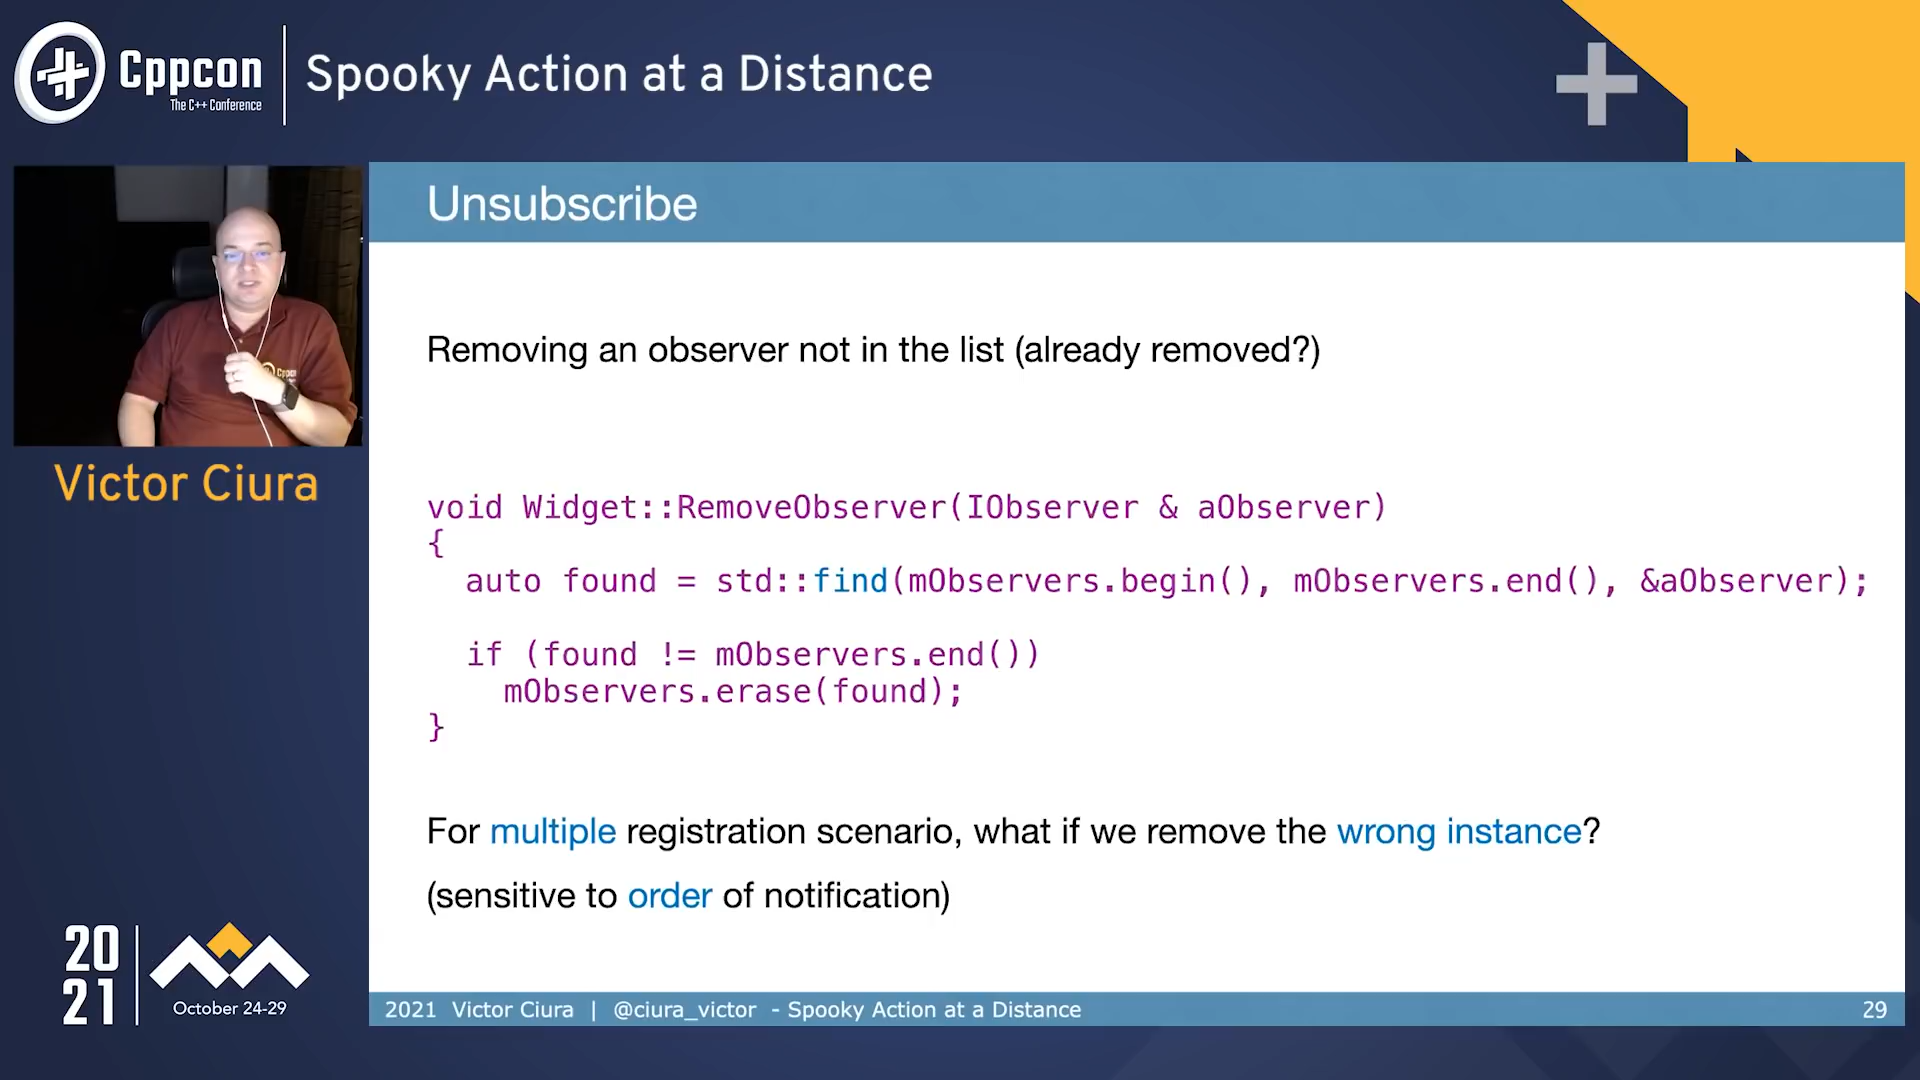 Cppcon
The C++ Conference
Spooky Action at a Distance
Victor Ciura
Unsubscribe
Removing an observer not in the list (already removed?)
void Widget::RemoveObserver(IObserver & aObserver)
{
auto found = std::find(mObservers.begin(), mObservers.end(), &aObserver);
if (found != mObservers.end())
mObservers.erase(found);
}
For multiple registration scenario, what if we remove the wrong instance?
(sensitive to order of notification)
20
21
October 24-29
2021 Victor Ciura | @ciura_victor - Spooky Action at a Distance
29